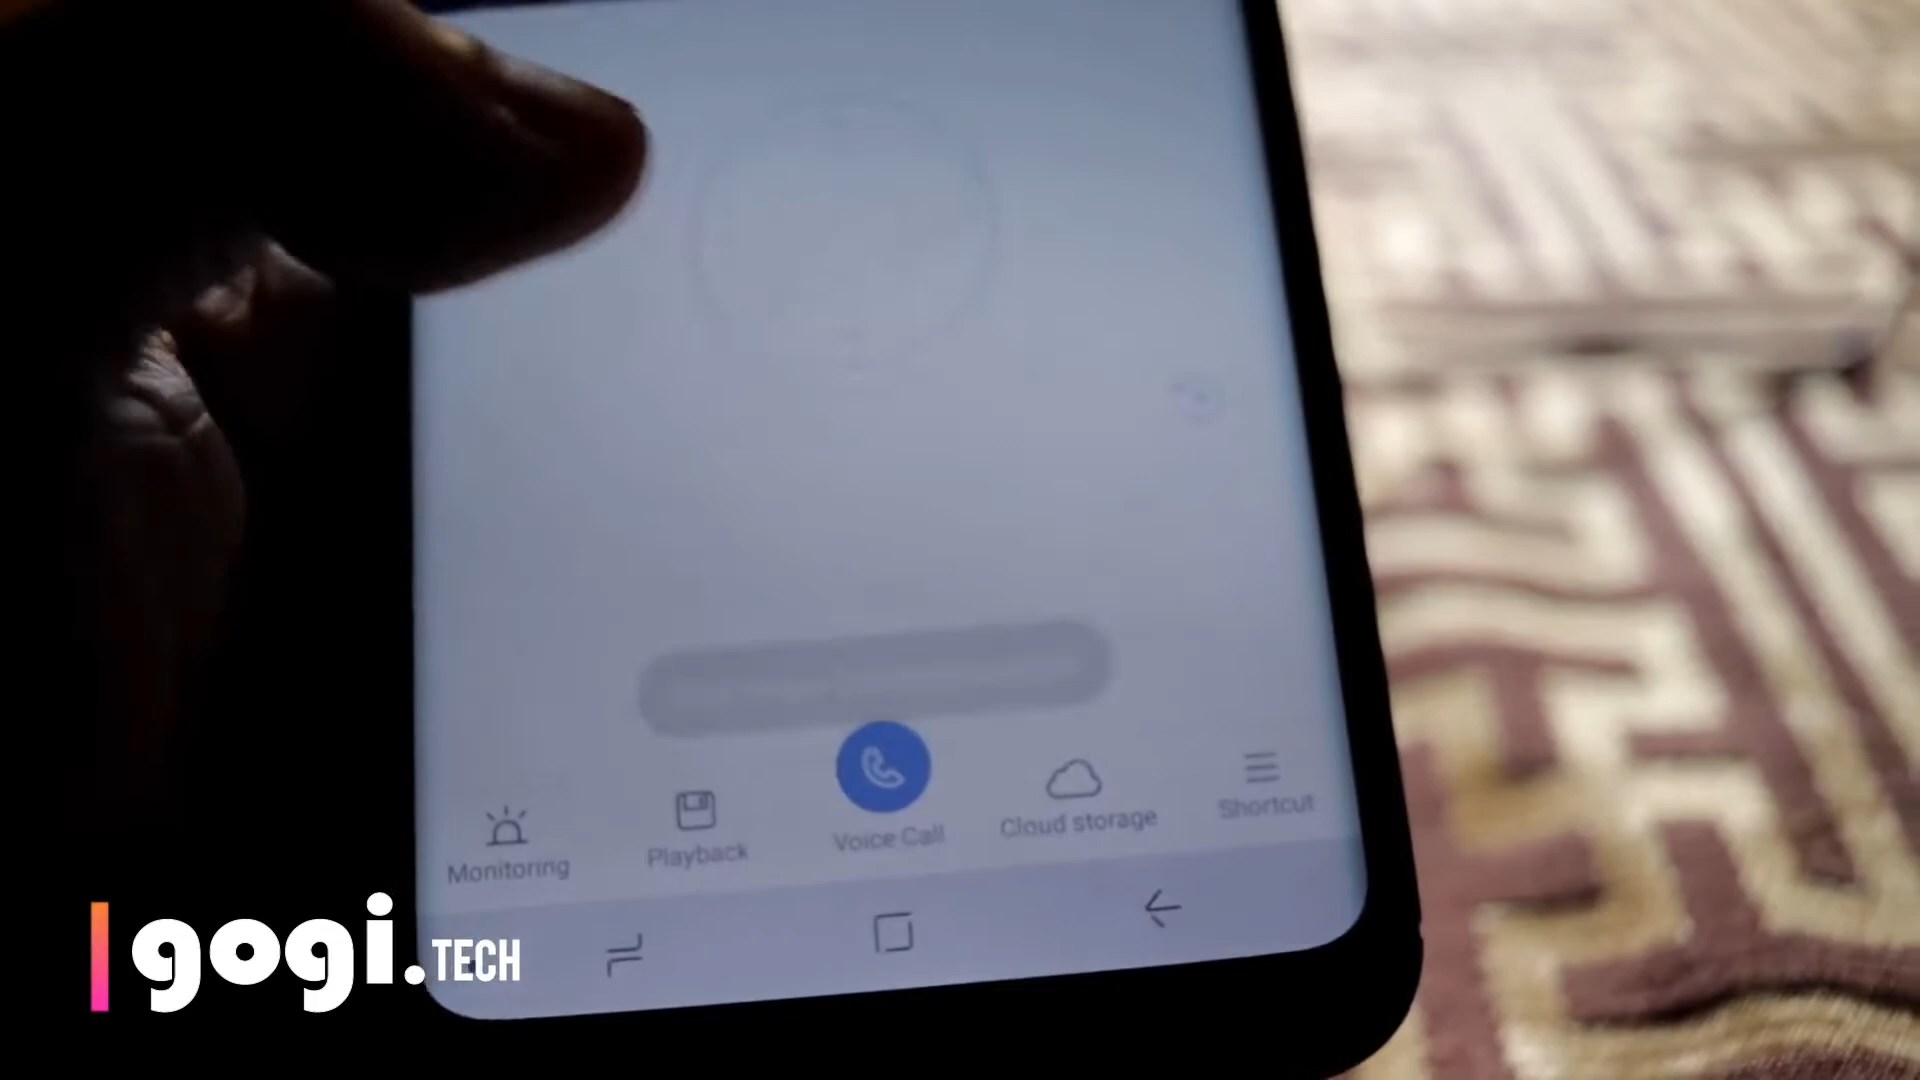 Monitoring
Playback
Voice Call
Cloud storage
Shortcut
gogi.TECH